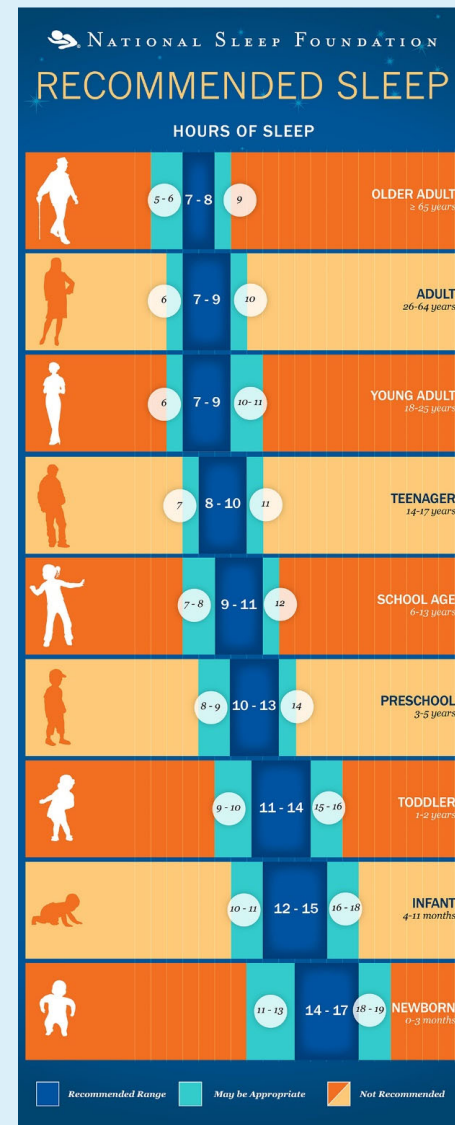 NATIONAL SLEEP FOUNDATION
RECOMMENDED SLEEP
HOURS OF SLEEP
5 - 6 7 - 8 9 OLDER ADULT
≥ 65 years
6 7 - 9 10 ADULT
26-64 years
6 7 - 9 10 - 11 YOUNG ADULT
18-25 years
7 8 - 10 11 TEENAGER
14-17 years
7 - 8 9 - 11 12 SCHOOL AGE
6-13 years
8 - 9 10 - 13 14 PRESCHOOL
3-5 years
9 - 10 11 - 14 15 - 16 TODDLER
1-2 years
10 - 11 12 - 15 16 - 18 INFANT
4-11 months
11 - 13 14 - 17 18 - 19 NEWBORN
0-3 months
Recommended Range May be Appropriate Not Recommended